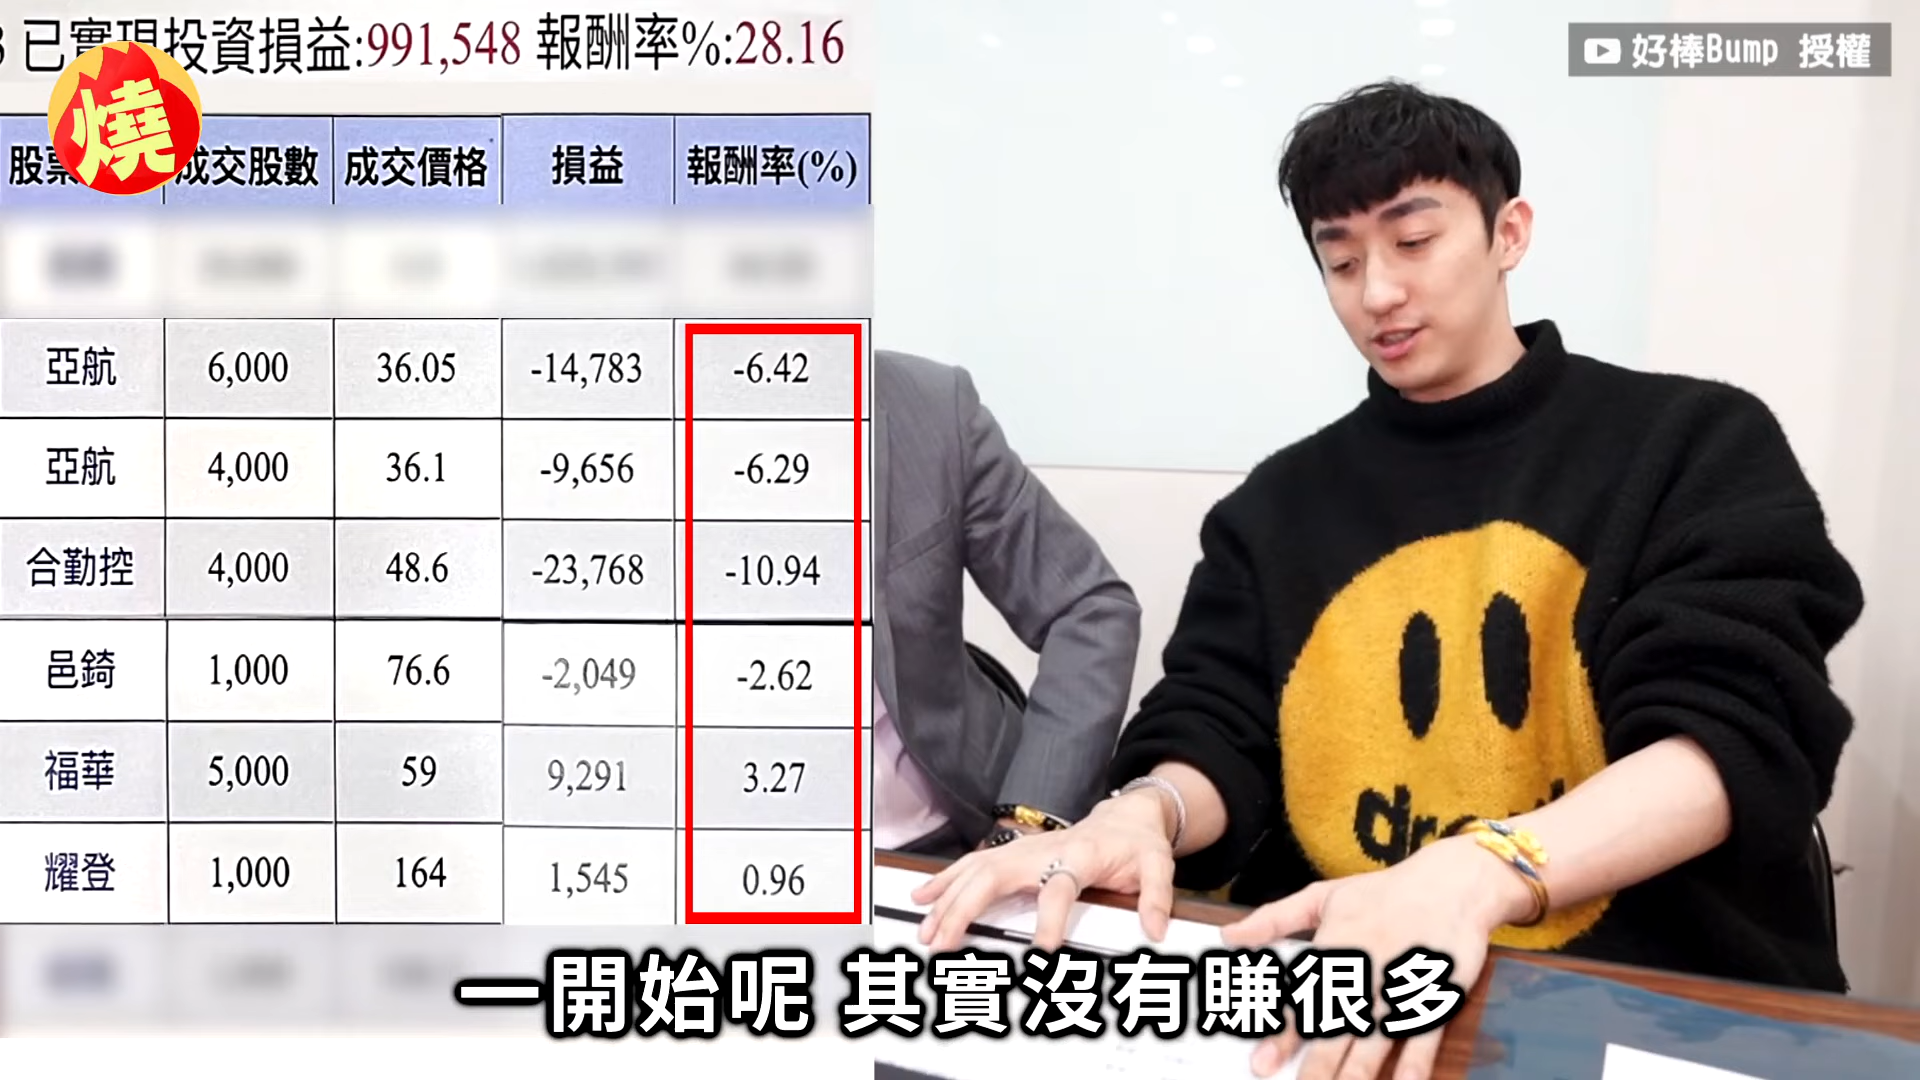 已實現投資損益:991,548 報酬率%:28.16
好棒Bump 授權
燒
股票 成交股數 成交價格 損益 報酬率(%)
亞航 6,000 36.05 -14,783 -6.42
亞航 4,000 36.1 -9,656 -6.29
合勤控 4,000 48.6 -23,768 -10.94
邑錡 1,000 76.6 -2,049 -2.62
福華 5,000 59 9,291 3.27
耀登 1,000 164 1,545 0.96
一開始呢 其實沒有賺很多